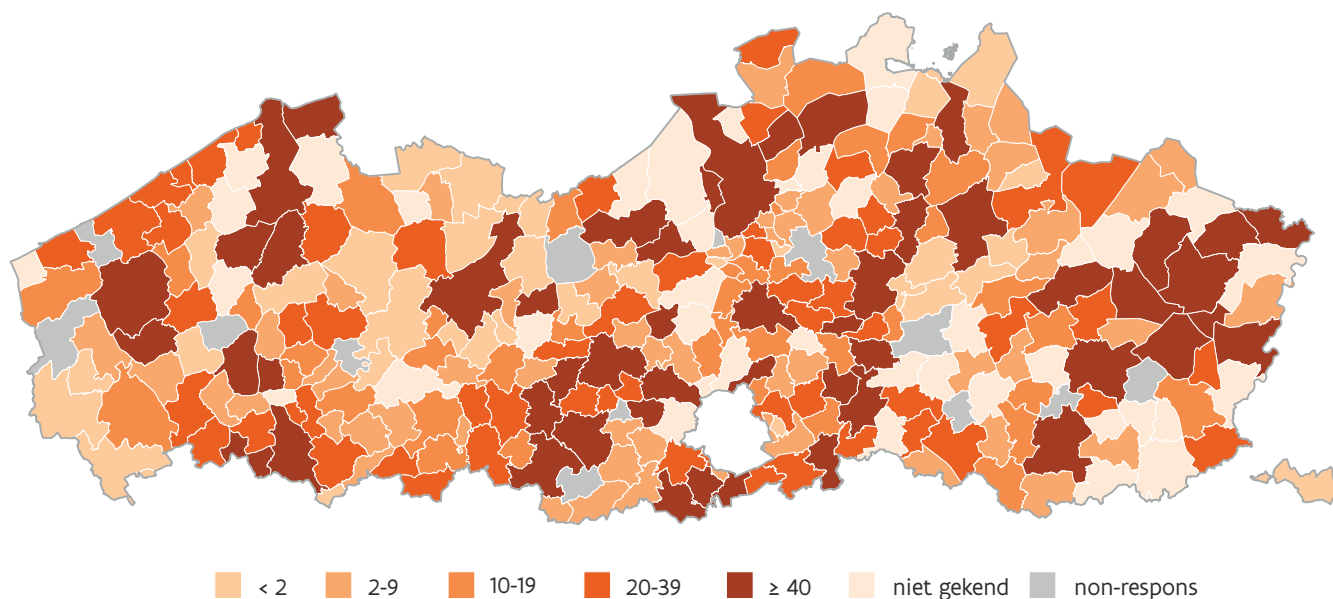 < 2 2-9 10-19 20-39 ≥ 40 niet gekend non-respons